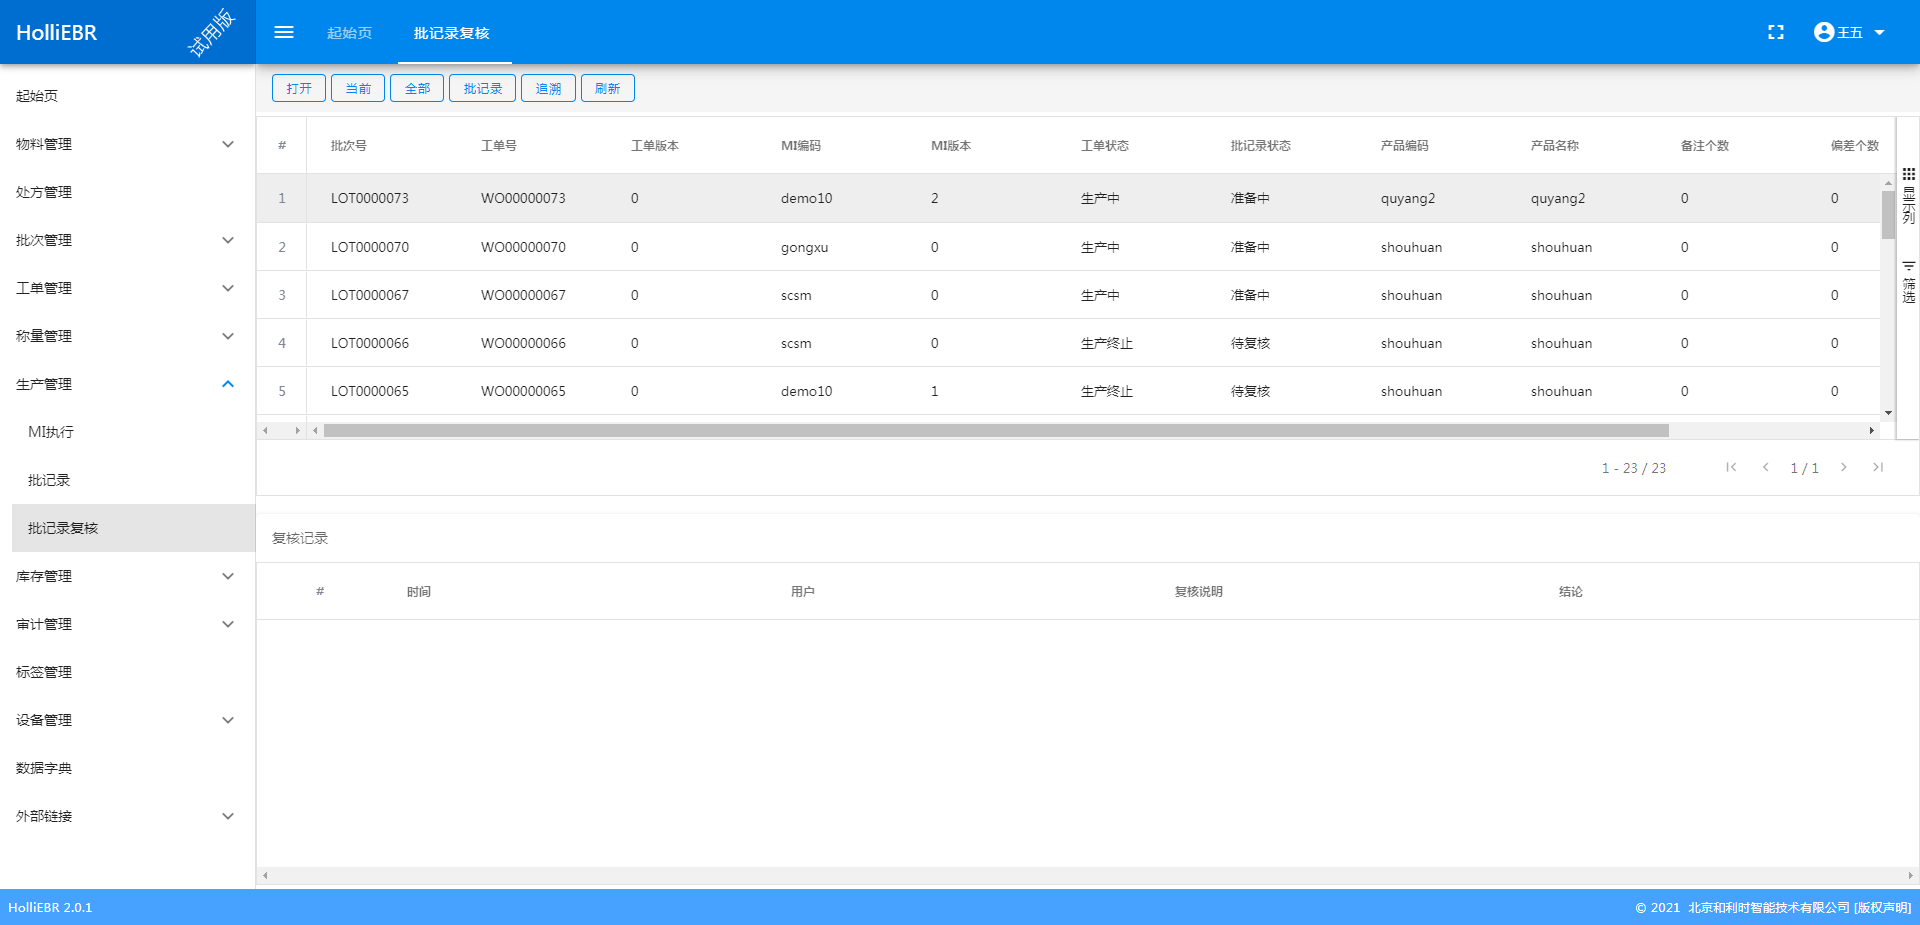 HolliEBR 试用版 起始页 批记录复核 王五
打开 当前 全部 批记录 追溯 刷新
起始页
物料管理
处方管理
批次管理
工单管理
称量管理
生产管理
MI执行
批记录
批记录复核
库存管理
审计管理
标签管理
设备管理
数据字典
外部链接
# 批次号 工单号 工单版本 MI编码 MI版本 工单状态 批记录状态 产品编码 产品名称 备注个数 偏差个数
1 LOT0000073 WO00000073 0 demo10 2 生产中 准备中 quyang2 quyang2 0 0
2 LOT0000070 WO00000070 0 gongxu 0 生产中 准备中 shouhuan shouhuan 0 0
3 LOT0000067 WO00000067 0 scsm 0 生产中 准备中 shouhuan shouhuan 0 0
4 LOT0000066 WO00000066 0 scsm 0 生产终止 待复核 shouhuan shouhuan 0 0
5 LOT0000065 WO00000065 0 demo10 1 生产终止 待复核 shouhuan shouhuan 0 0
显示列
筛选
1 - 23 / 23 1 / 1
复核记录
# 时间 用户 复核说明 结论
HolliEBR 2.0.1 © 2021 北京和利时智能技术有限公司 [版权声明]